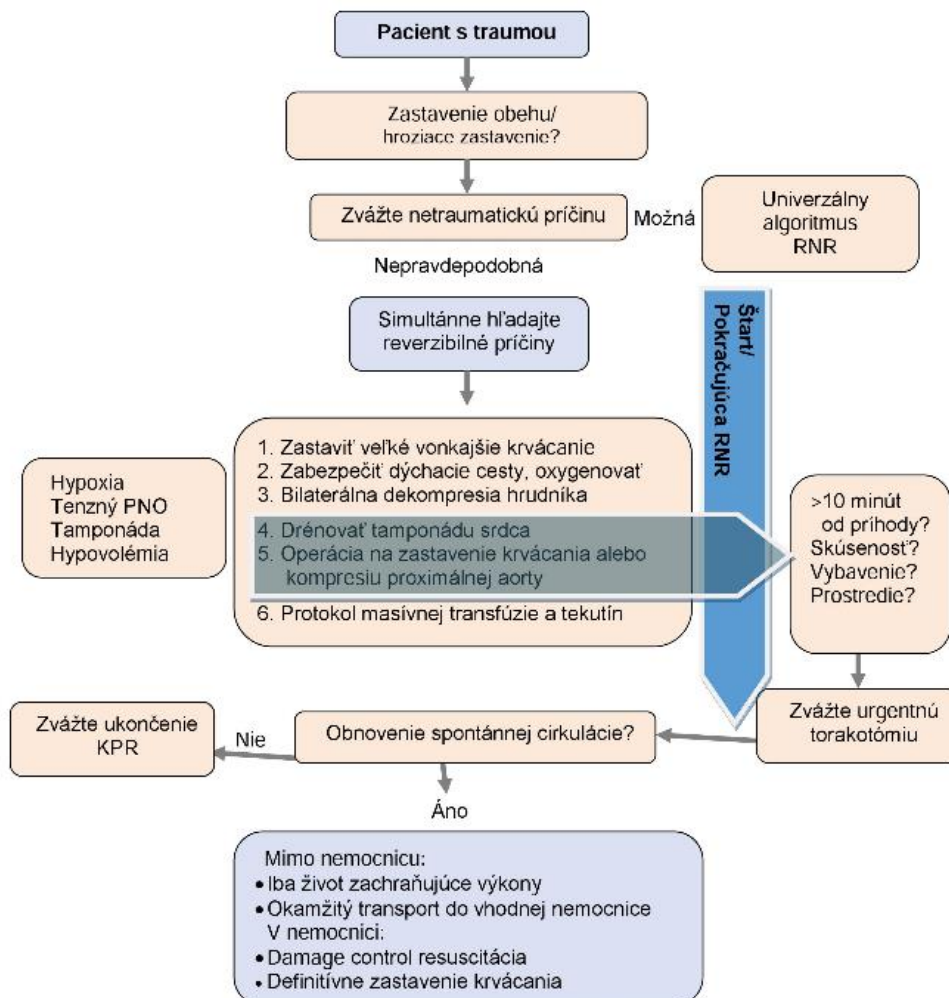 Pacient s traumou
Zastavenie obehu/
hroziace zastavenie?
Zvážte netraumatickú príčinu
Možná
Univerzálny
algoritmus
RNR
Nepravdepodobná
Simultánne hľadajte
reverzibilné príčiny
Štart/
Pokračujúca RNR
Hypoxia
Tenzný PNO
Tamponáda
Hypovolémia
1. Zastaviť veľké vonkajšie krvácanie
2. Zabezpečiť dýchacie cesty, oxygenovať
3. Bilaterálna dekompresia hrudníka
4. Drénovať tamponádu srdca
5. Operácia na zastavenie krvácania alebo
kompresiu proximálnej aorty
6. Protokol masívnej transfúzie a tekutín
>10 minút
od príhody?
Skúsenosť?
Vybavenie?
Prostredie?
Zvážte urgentnú
torakotómiu
Obnovenie spontánnej cirkulácie?
Nie
Zvážte ukončenie
KPR
Áno
Mimo nemocnicu:
• Iba život zachraňujúce výkony
• Okamžitý transport do vhodnej nemocnice
V nemocnici:
• Damage control resuscitácia
• Definitívne zastavenie krvácania